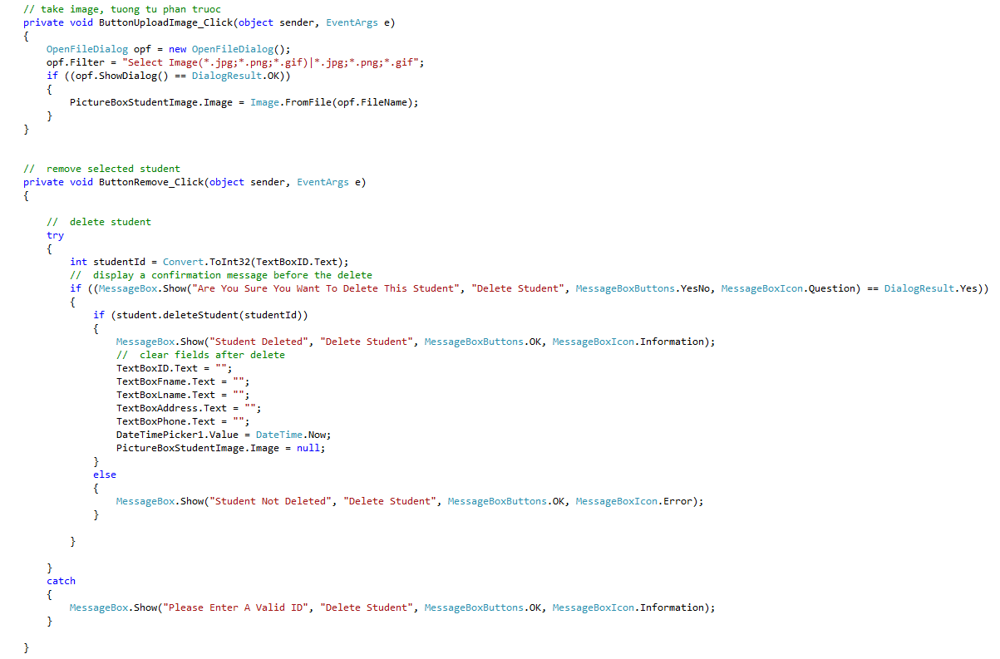 // take image, tuong tu phan truoc
private void ButtonUploadImage_Click(object sender, EventArgs e)
{
    OpenFileDialog opf = new OpenFileDialog();
    opf.Filter = "Select Image(*.jpg;*.png;*.gif)|*.jpg;*.png;*.gif";
    if ((opf.ShowDialog() == DialogResult.OK))
    {
        PictureBoxStudentImage.Image = Image.FromFile(opf.FileName);
    }
}
//  remove selected student
private void ButtonRemove_Click(object sender, EventArgs e)
{
    //  delete student
    try
    {
        int studentId = Convert.ToInt32(TextBoxID.Text);
        //  display a confirmation message before the delete
        if ((MessageBox.Show("Are You Sure You Want To Delete This Student", "Delete Student", MessageBoxButtons.YesNo, MessageBoxIcon.Question) == DialogResult.Yes))
        {
            if (student.deleteStudent(studentId))
            {
                MessageBox.Show("Student Deleted", "Delete Student", MessageBoxButtons.OK, MessageBoxIcon.Information);
                //  clear fields after delete
                TextBoxID.Text = "";
                TextBoxFname.Text = "";
                TextBoxLname.Text = "";
                TextBoxAddress.Text = "";
                TextBoxPhone.Text = "";
                DateTimePicker1.Value = DateTime.Now;
                PictureBoxStudentImage.Image = null;
            }
            else
            {
                MessageBox.Show("Student Not Deleted", "Delete Student", MessageBoxButtons.OK, MessageBoxIcon.Error);
            }
        }
    }
    catch
    {
        MessageBox.Show("Please Enter A Valid ID", "Delete Student", MessageBoxButtons.OK, MessageBoxIcon.Information);
    }
}